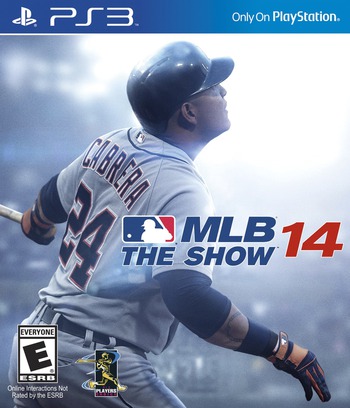 PS3
Only On PlayStation®
CABRERA
24
MLB
THE SHOW™ 14
EVERYONE
E
ESRB
Online Interactions Not
Rated by the ESRB
PLAYERS